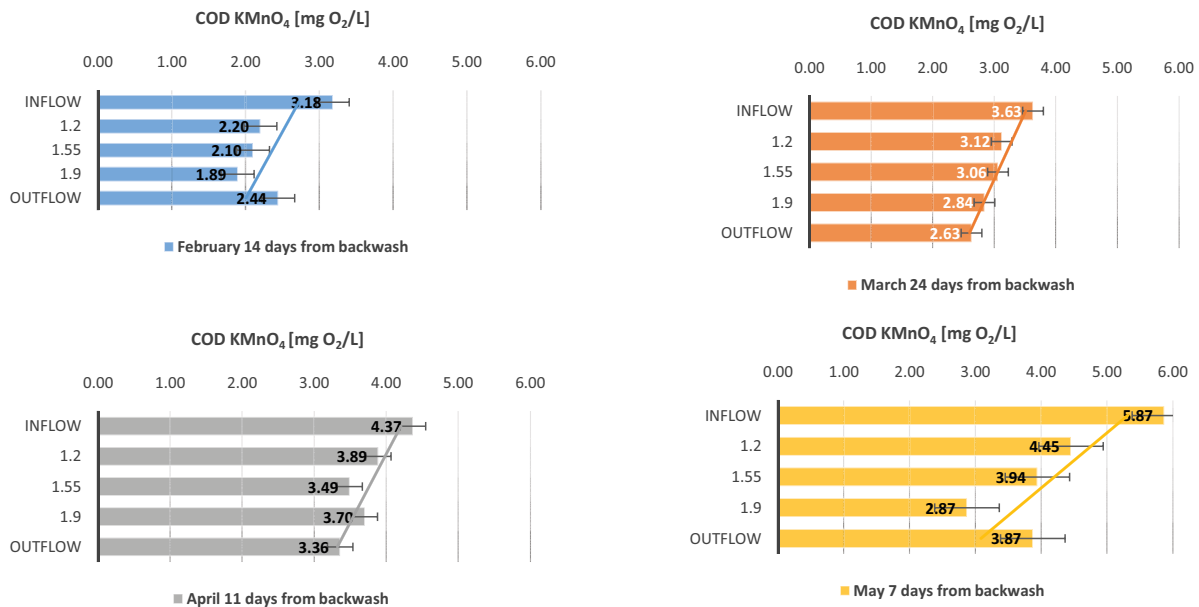 COD KMnO₄ [mg O₂/L]
0.00 1.00 2.00 3.00 4.00 5.00 6.00
INFLOW 3.18
1.2 2.20
1.55 2.10
1.9 1.89
OUTFLOW 2.44
February 14 days from backwash
COD KMnO₄ [mg O₂/L]
0.00 1.00 2.00 3.00 4.00 5.00 6.00
INFLOW 3.63
1.2 3.12
1.55 3.06
1.9 2.84
OUTFLOW 2.63
March 24 days from backwash
COD KMnO₄ [mg O₂/L]
0.00 1.00 2.00 3.00 4.00 5.00 6.00
INFLOW 4.37
1.2 3.89
1.55 3.49
1.9 3.70
OUTFLOW 3.36
April 11 days from backwash
COD KMnO₄ [mg O₂/L]
0.00 1.00 2.00 3.00 4.00 5.00 6.00
INFLOW 5.87
1.2 4.45
1.55 3.94
1.9 2.87
OUTFLOW 3.87
May 7 days from backwash